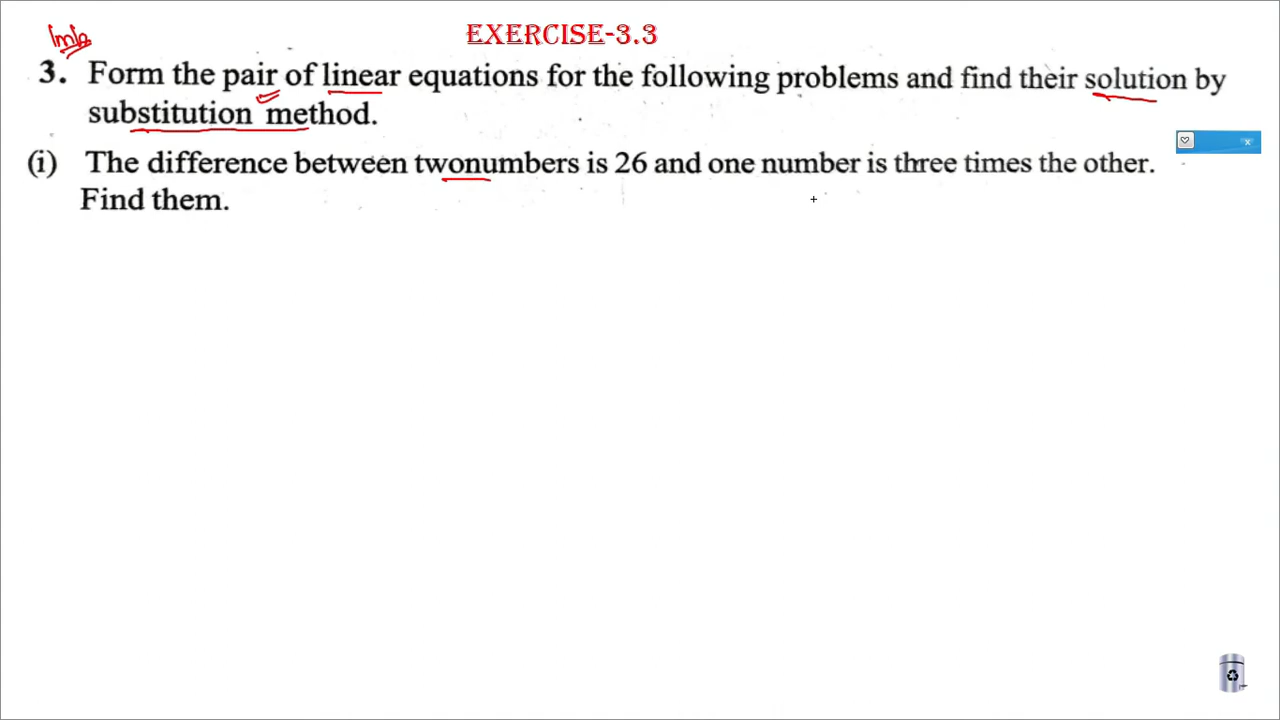 EXERCISE-3.3
3. Form the pair of linear equations for the following problems and find their solution by
substitution method.
(i) The difference between twonumbers is 26 and one number is three times the other.
Find them.